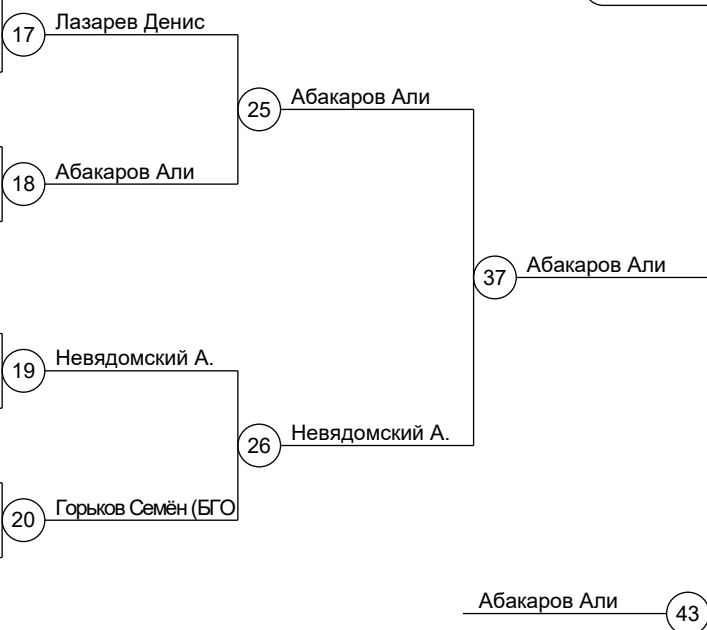 17 Лазарев Денис
25 Абакаров Али
18 Абакаров Али
37 Абакаров Али
19 Невядомский А.
26 Невядомский А.
20 Горьков Семён (БГО
Абакаров Али 43